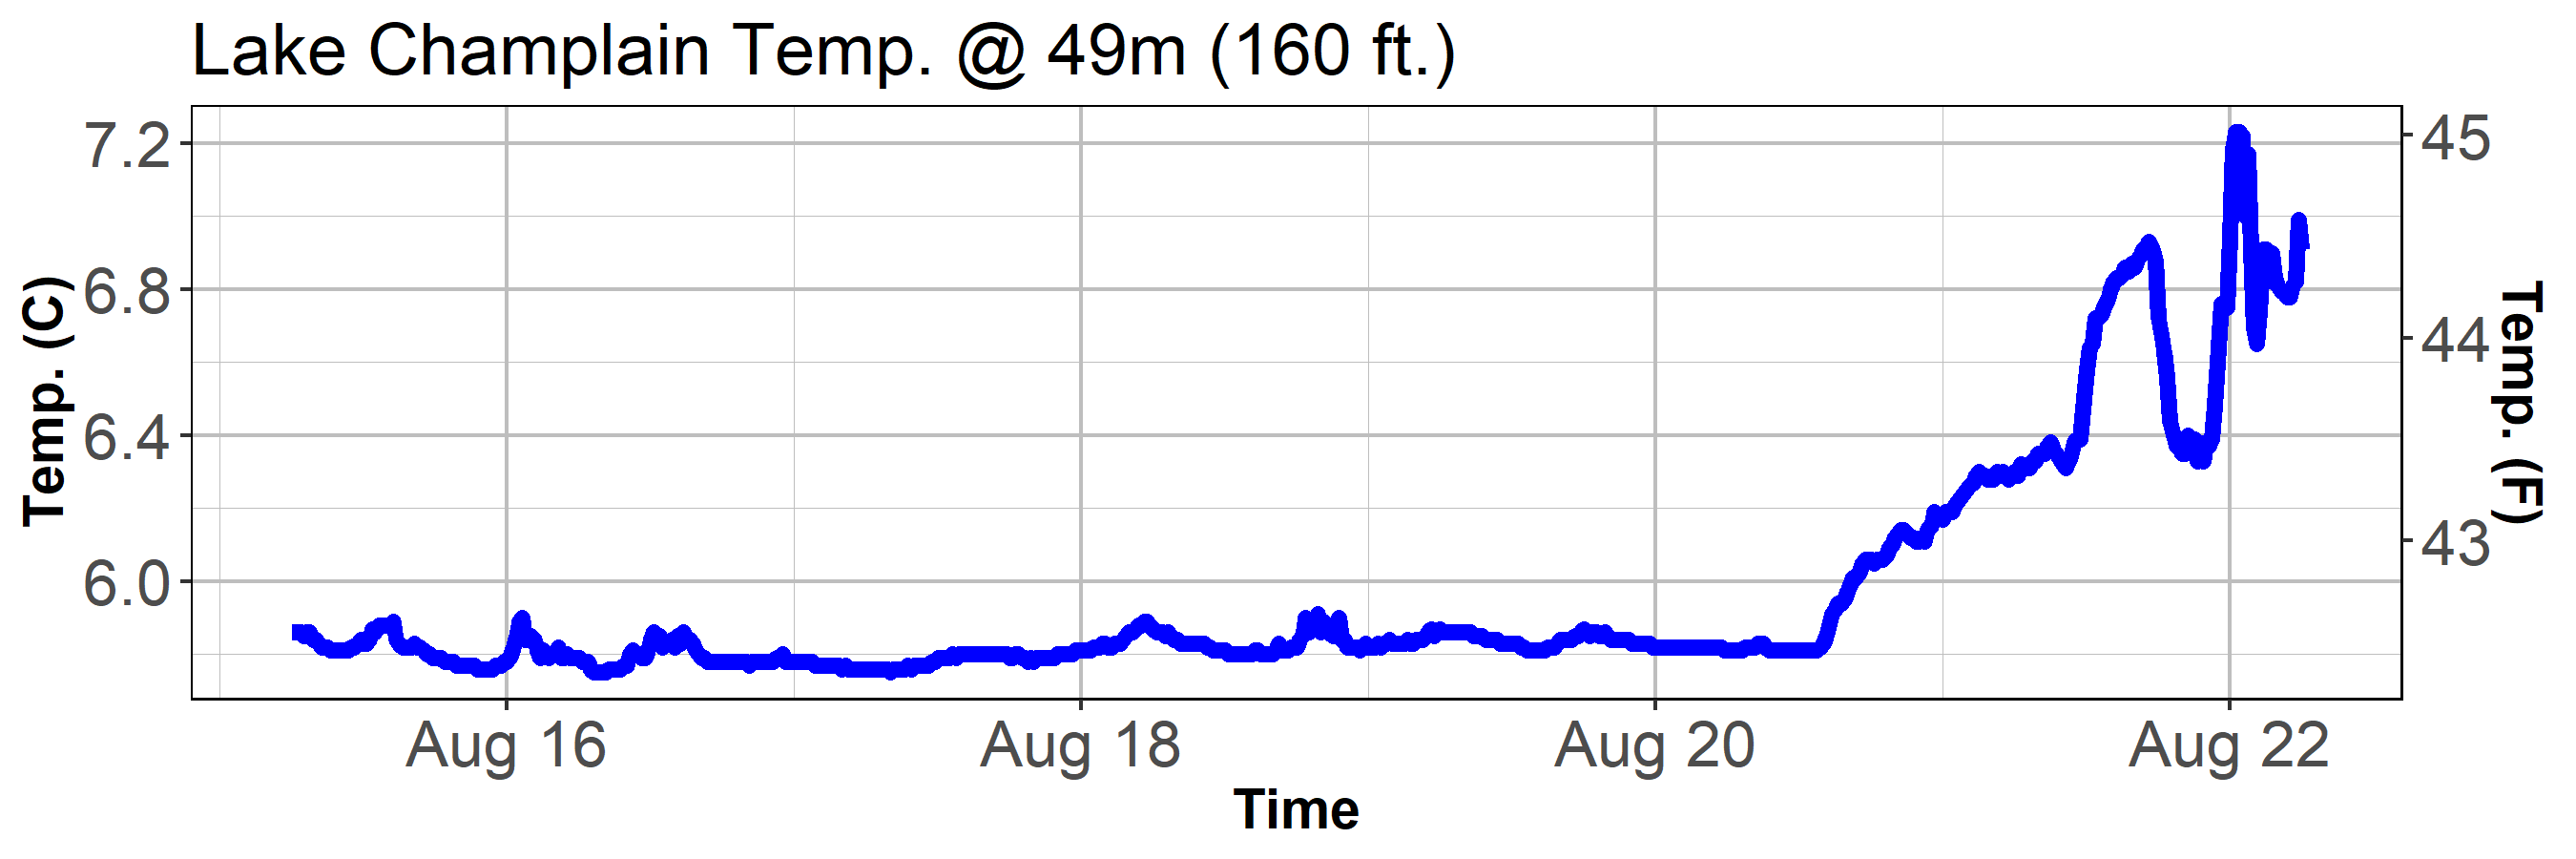 Lake Champlain Temp. @ 49m (160 ft.)
7.2
6.8
6.4
6.0
Temp. (C)
45
44
43
Temp. (F)
Aug 16
Aug 18
Aug 20
Aug 22
Time